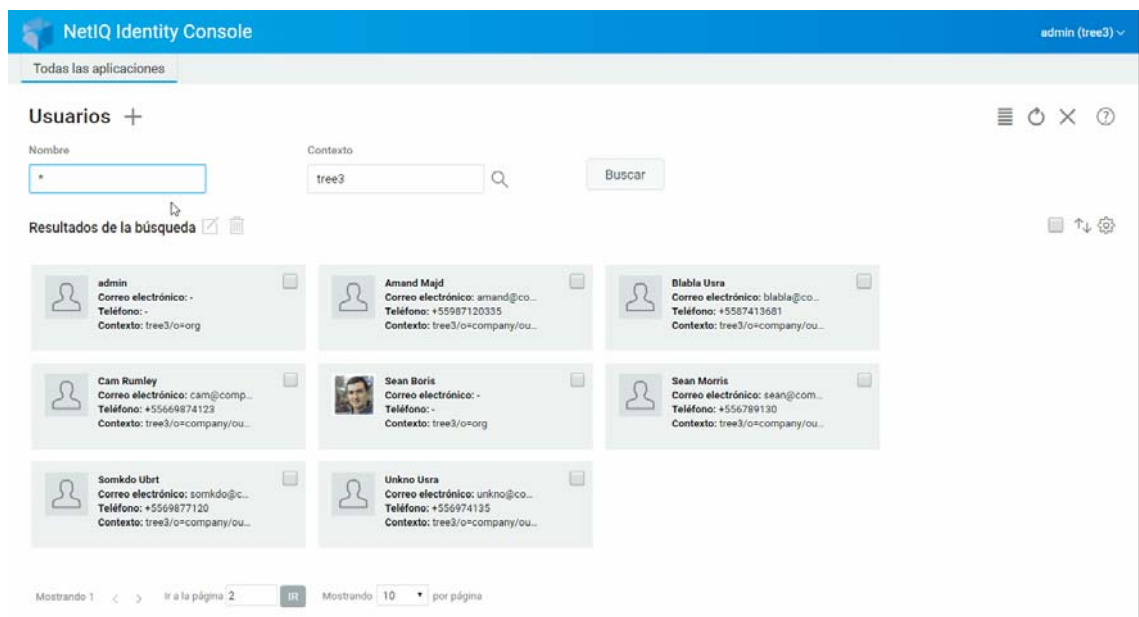 NetIQ Identity Console
admin (tree3)
Todas las aplicaciones
Usuarios +
Nombre
Contexto
*
tree3
Buscar
Resultados de la búsqueda
admin
Correo electrónico: -
Teléfono: -
Contexto: tree3/o=org
Amand Majd
Correo electrónico: amand@co...
Teléfono: +55987120335
Contexto: tree3/o=company/ou...
Blabla Usra
Correo electrónico: blabla@co...
Teléfono: +5587413681
Contexto: tree3/o=company/ou...
Cam Rumley
Correo electrónico: cam@comp...
Teléfono: +55669874123
Contexto: tree3/o=company/ou...
Sean Boris
Correo electrónico: -
Teléfono: -
Contexto: tree3/o=org
Sean Morris
Correo electrónico: sean@com...
Teléfono: +556789130
Contexto: tree3/o=company/ou...
Somkdo Ubrt
Correo electrónico: somkdo@c...
Teléfono: +5569877120
Contexto: tree3/o=company/ou...
Unkno Usra
Correo electrónico: unkno@co...
Teléfono: +556974135
Contexto: tree3/o=company/ou...
Mostrando 1 < > Ir a la página 2 IR Mostrando 10 por página